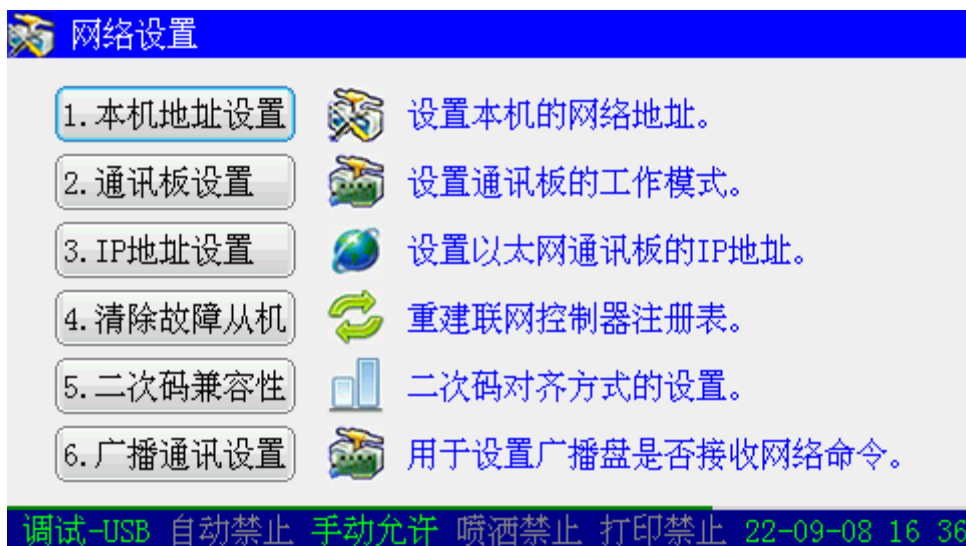 网络设置
1.本机地址设置 设置本机的网络地址。
2.通讯板设置 设置通讯板的工作模式。
3.IP地址设置 设置以太网通讯板的IP地址。
4.清除故障从机 重建联网控制器注册表。
5.二次码兼容性 二次码对齐方式的设置。
6.广播通讯设置 用于设置广播盘是否接收网络命令。
调试-USB 自动禁止 手动允许 喷洒禁止 打印禁止 22-09-08 16 36